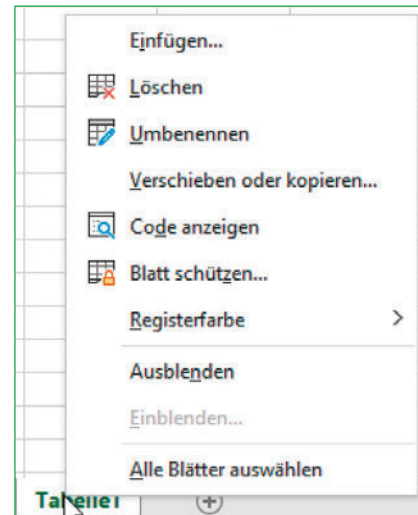 Einfügen...
Löschen
Umbenennen
Verschieben oder kopieren...
Code anzeigen
Blatt schützen...
Registerfarbe
Ausblenden
Einblenden...
Alle Blätter auswählen
Tabelle1